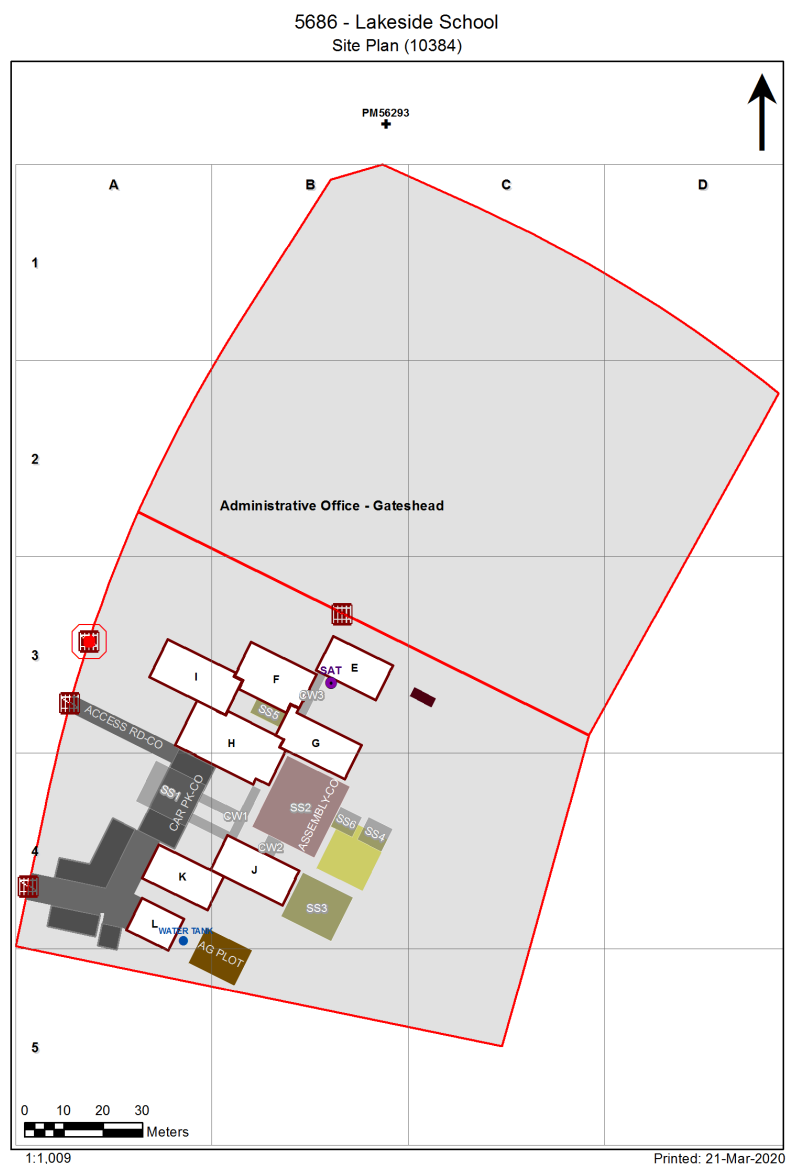 5686 - Lakeside School
Site Plan (10384)
PM56293
A B C D
1
2
Administrative Office - Gateshead
3
SAT
E
I
F
CW3
SS5
ACCESS RD-CO
H
G
SS1
CAR PK-CO
SS2
ASSEMBLY-CO
CW1
SS6
SS4
4
CW2
J
K
SS3
L
WATER TANK
AG PLOT
5
0 10 20 30
Meters
1:1,009
Printed: 21-Mar-2020